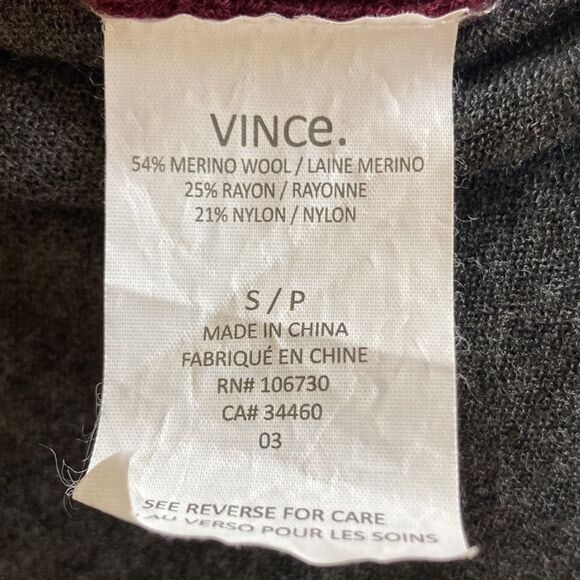 VINCe.
54% MERINO WOOL / LAINE MERINO
25% RAYON / RAYONNE
21% NYLON / NYLON
S / P
MADE IN CHINA
FABRIQUÉ EN CHINE
RN# 106730
CA# 34460
03
SEE REVERSE FOR CARE
AU VERSO POUR LES SOINS